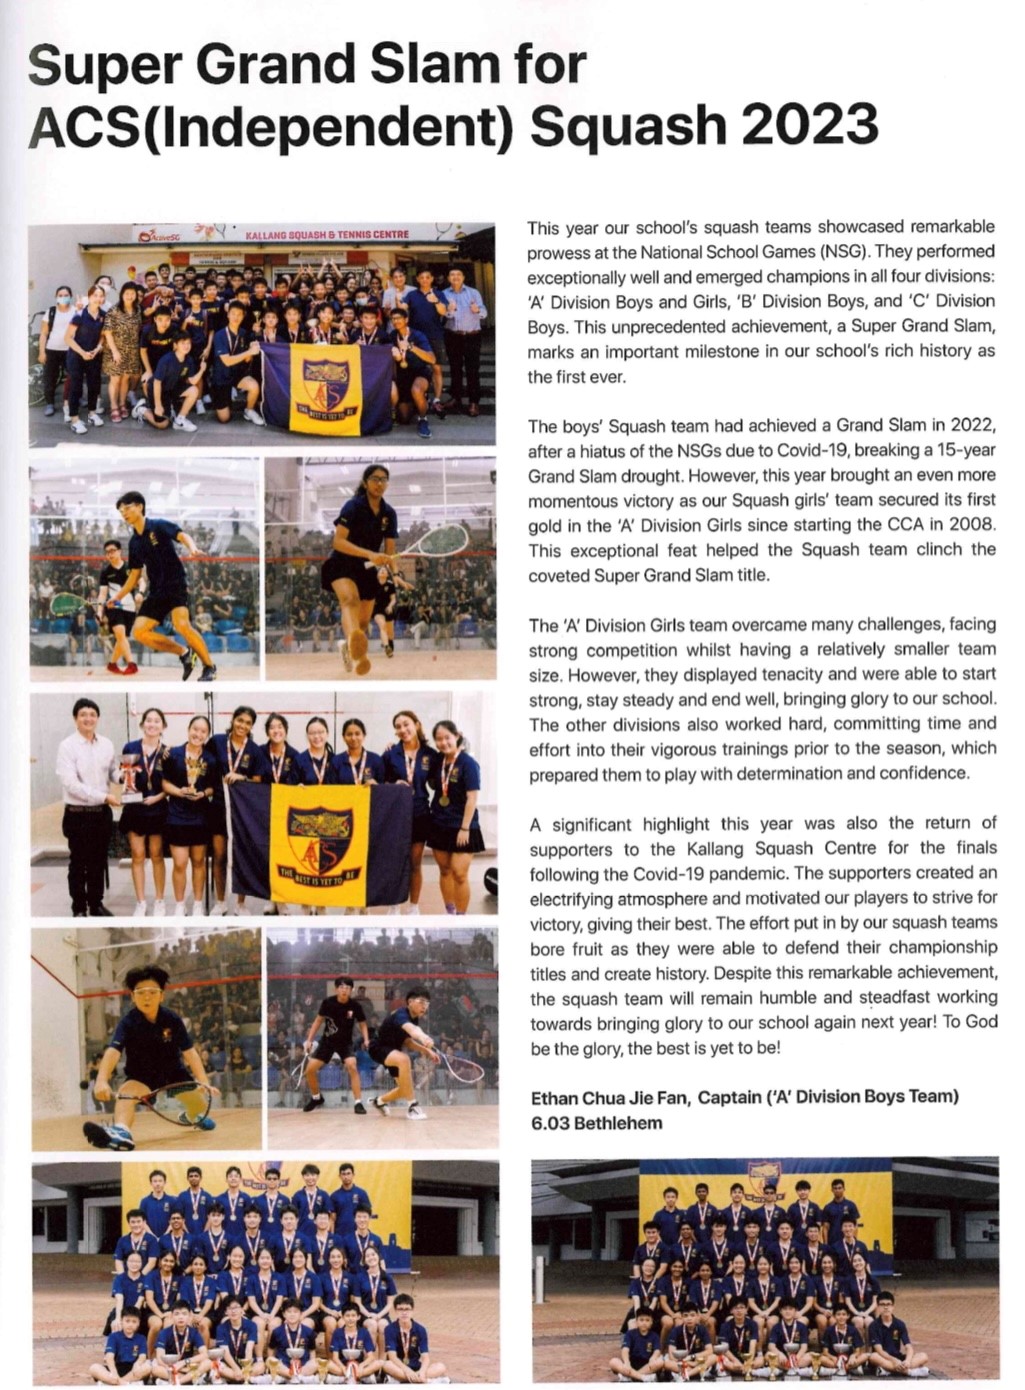 Super Grand Slam for
ACS(Independent) Squash 2023
ActiveSG
KALLANG SQUASH & TENNIS CENTRE
ACS
THE BEST IS YET TO BE
ACS
THE BEST IS YET TO BE
This year our school's squash teams showcased remarkable
prowess at the National School Games (NSG). They performed
exceptionally well and emerged champions in all four divisions:
'A' Division Boys and Girls, 'B' Division Boys, and 'C' Division
Boys. This unprecedented achievement, a Super Grand Slam,
marks an important milestone in our school's rich history as
the first ever.
The boys' Squash team had achieved a Grand Slam in 2022,
after a hiatus of the NSGs due to Covid-19, breaking a 15-year
Grand Slam drought. However, this year brought an even more
momentous victory as our Squash girls' team secured its first
gold in the 'A' Division Girls since starting the CCA in 2008.
This exceptional feat helped the Squash team clinch the
coveted Super Grand Slam title.
The 'A' Division Girls team overcame many challenges, facing
strong competition whilst having a relatively smaller team
size. However, they displayed tenacity and were able to start
strong, stay steady and end well, bringing glory to our school.
The other divisions also worked hard, committing time and
effort into their vigorous trainings prior to the season, which
prepared them to play with determination and confidence.
A significant highlight this year was also the return of
supporters to the Kallang Squash Centre for the finals
following the Covid-19 pandemic. The supporters created an
electrifying atmosphere and motivated our players to strive for
victory, giving their best. The effort put in by our squash teams
bore fruit as they were able to defend their championship
titles and create history. Despite this remarkable achievement,
the squash team will remain humble and steadfast working
towards bringing glory to our school again next year! To God
be the glory, the best is yet to be!
Ethan Chua Jie Fan, Captain ('A' Division Boys Team)
6.03 Bethlehem